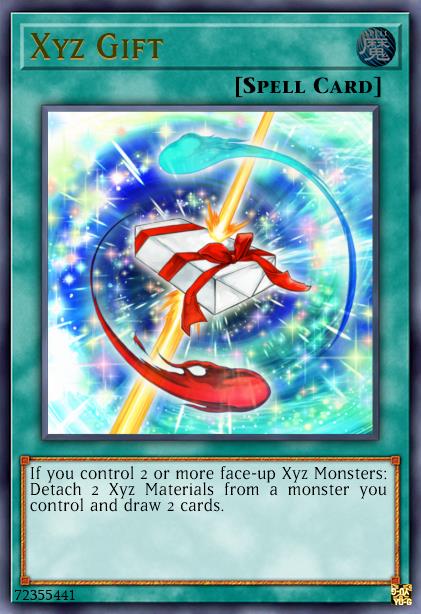 Xyz Gift
魔
[Spell Card]
If you control 2 or more face-up Xyz Monsters:
Detach 2 Xyz Materials from a monster you
control and draw 2 cards.
72355441